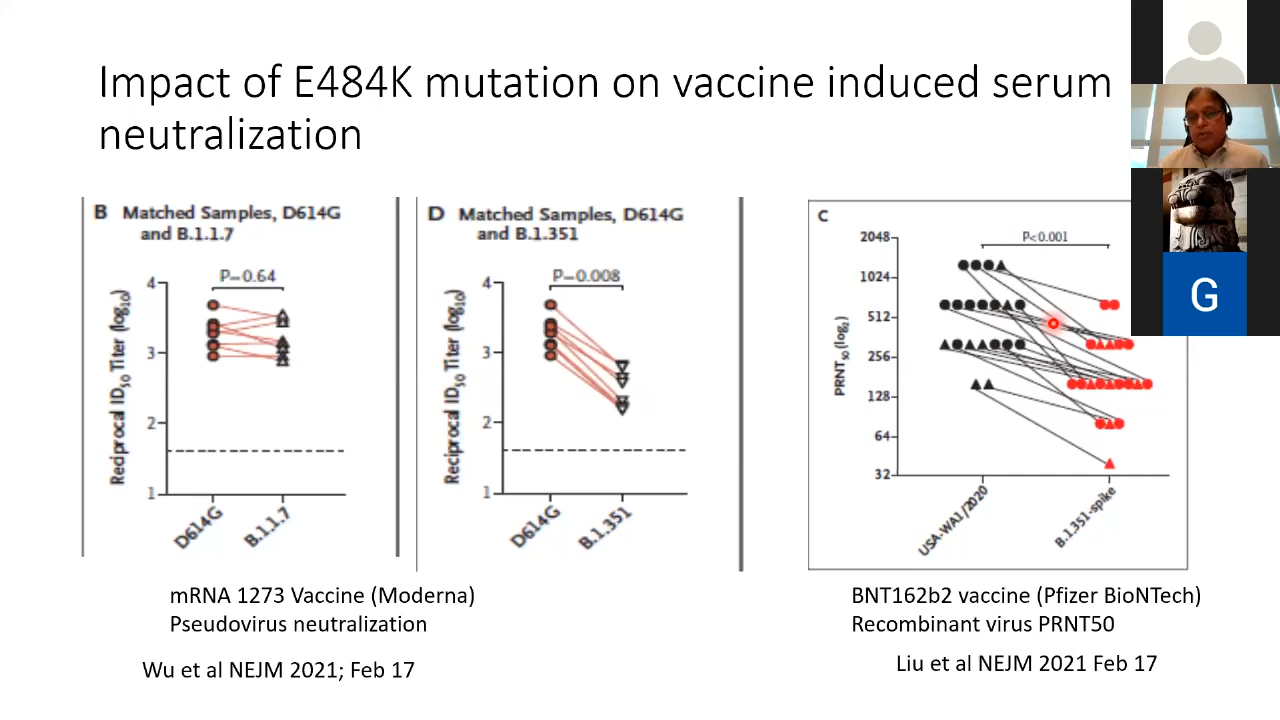 Impact of E484K mutation on vaccine induced serum
neutralization
B Matched Samples, D614G
and B.1.1.7
P=0.64
Reciprocal ID50 Titer (log10)
4
3
2
1
D614G
B.1.1.7
D Matched Samples, D614G
and B.1.351
P=0.008
Reciprocal ID50 Titer (log10)
4
3
2
1
D614G
B.1.351
C
P<0.001
PRNT50 (log2)
2048
1024
512
256
128
64
32
USA-WA1/2020
B.1.351-spike
mRNA 1273 Vaccine (Moderna)
Pseudovirus neutralization
Wu et al NEJM 2021; Feb 17
BNT162b2 vaccine (Pfizer BioNTech)
Recombinant virus PRNT50
Liu et al NEJM 2021 Feb 17
G